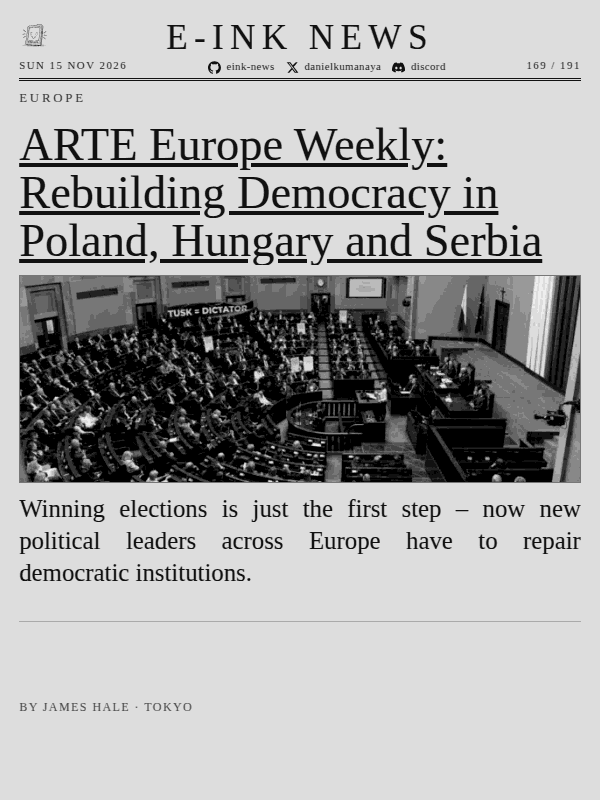 E-INK NEWS
SUN 15 NOV 2026
eink-news
danielkumanaya
discord
169 / 191
EUROPE
ARTE Europe Weekly:
Rebuilding Democracy in
Poland, Hungary and Serbia
TUSK = DICTATOR
Winning elections is just the first step – now new
political leaders across Europe have to repair
democratic institutions.
BY JAMES HALE · TOKYO